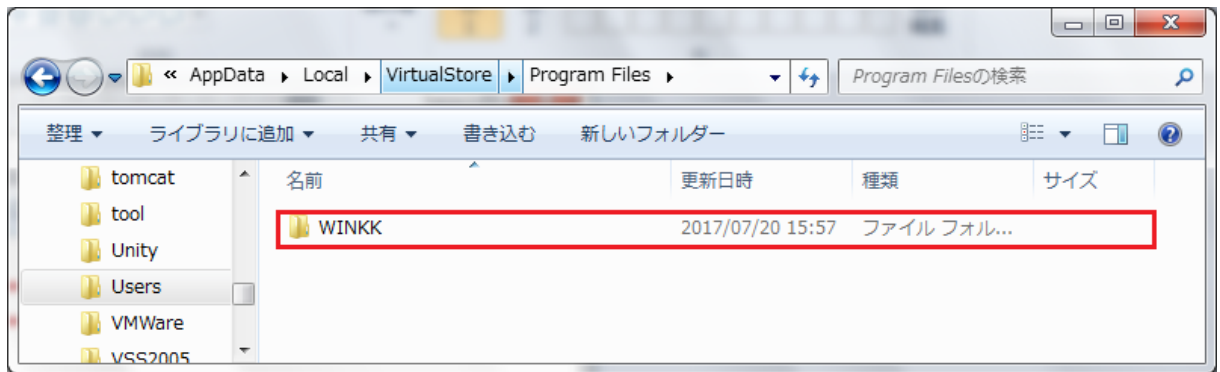 « AppData ▸ Local ▸ VirtualStore ▸ Program Files ▸
Program Filesの検索
整理 ライブラリに追加 共有 書き込む 新しいフォルダー
tomcat
tool
Unity
Users
VMWare
VSS2005
名前 更新日時 種類 サイズ
WINKK 2017/07/20 15:57 ファイル フォル...